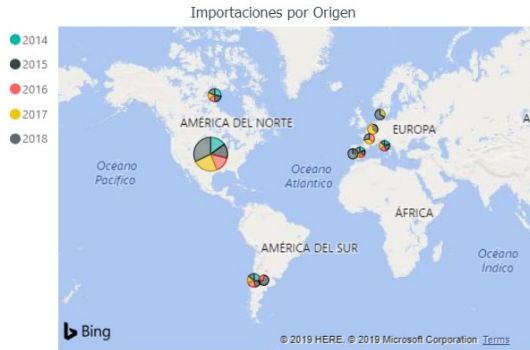 Importaciones por Origen
2014
2015
2016
2017
2018
AMÉRICA DEL NORTE
EUROPA
A
Océano
Pacífico
Océano
Atlántico
ÁFRICA
AMÉRICA DEL SUR
Océano
Índico
Bing
© 2019 HERE, © 2019 Microsoft Corporation Terms